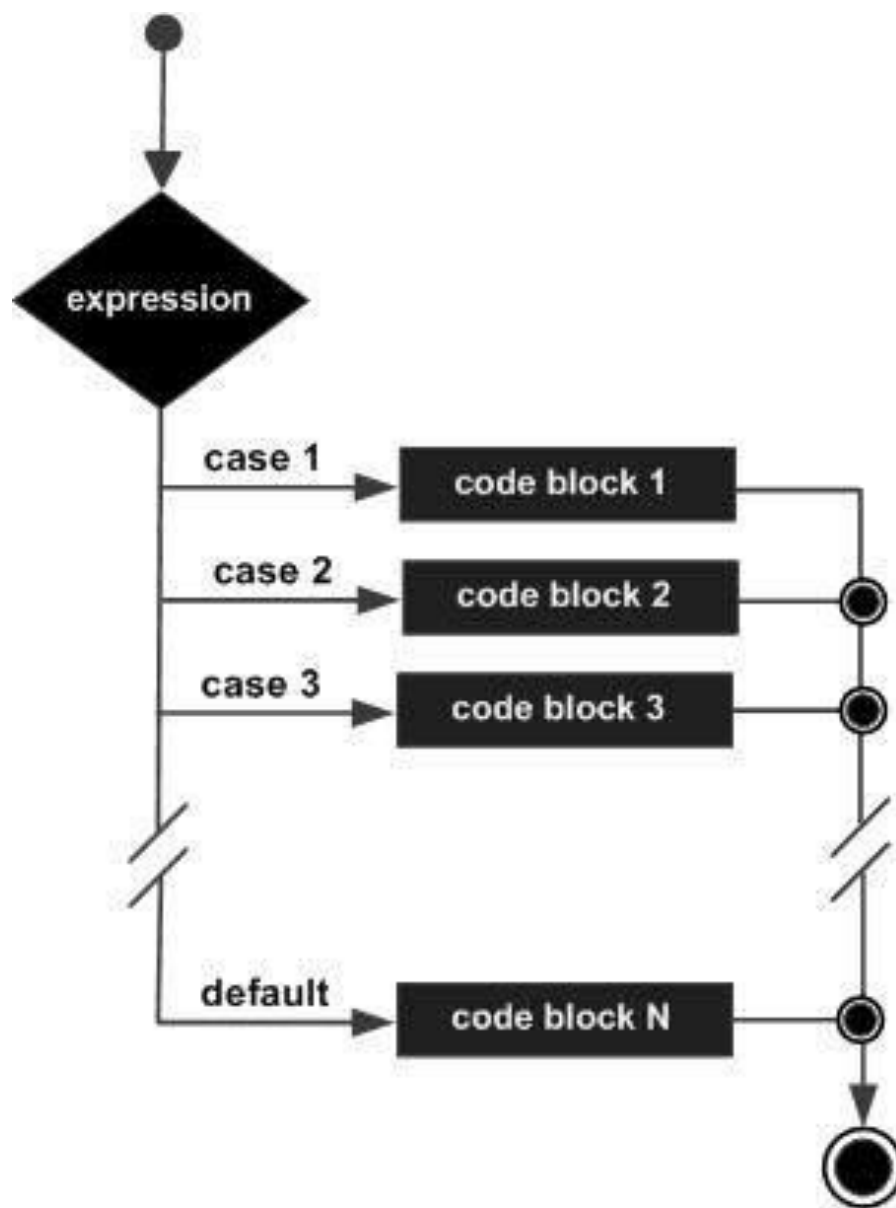 expression
case 1
code block 1
case 2
code block 2
case 3
code block 3
default
code block N